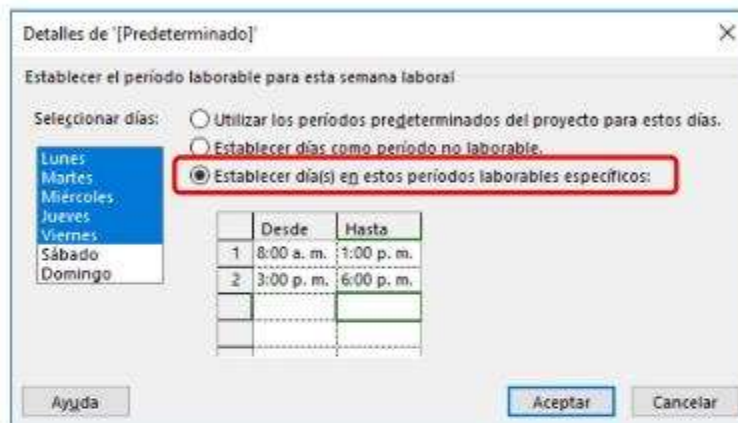 Detalles de '[Predeterminado]'
Establecer el período laborable para esta semana laboral
Seleccionar días:
Utilizar los períodos predeterminados del proyecto para estos días.
Establecer días como período no laborable.
Establecer día(s) en estos períodos laborables específicos:
Lunes
Martes
Miércoles
Jueves
Viernes
Sábado
Domingo
Desde Hasta
1 8:00 a. m. 1:00 p. m.
2 3:00 p. m. 6:00 p. m.
Ayuda Aceptar Cancelar